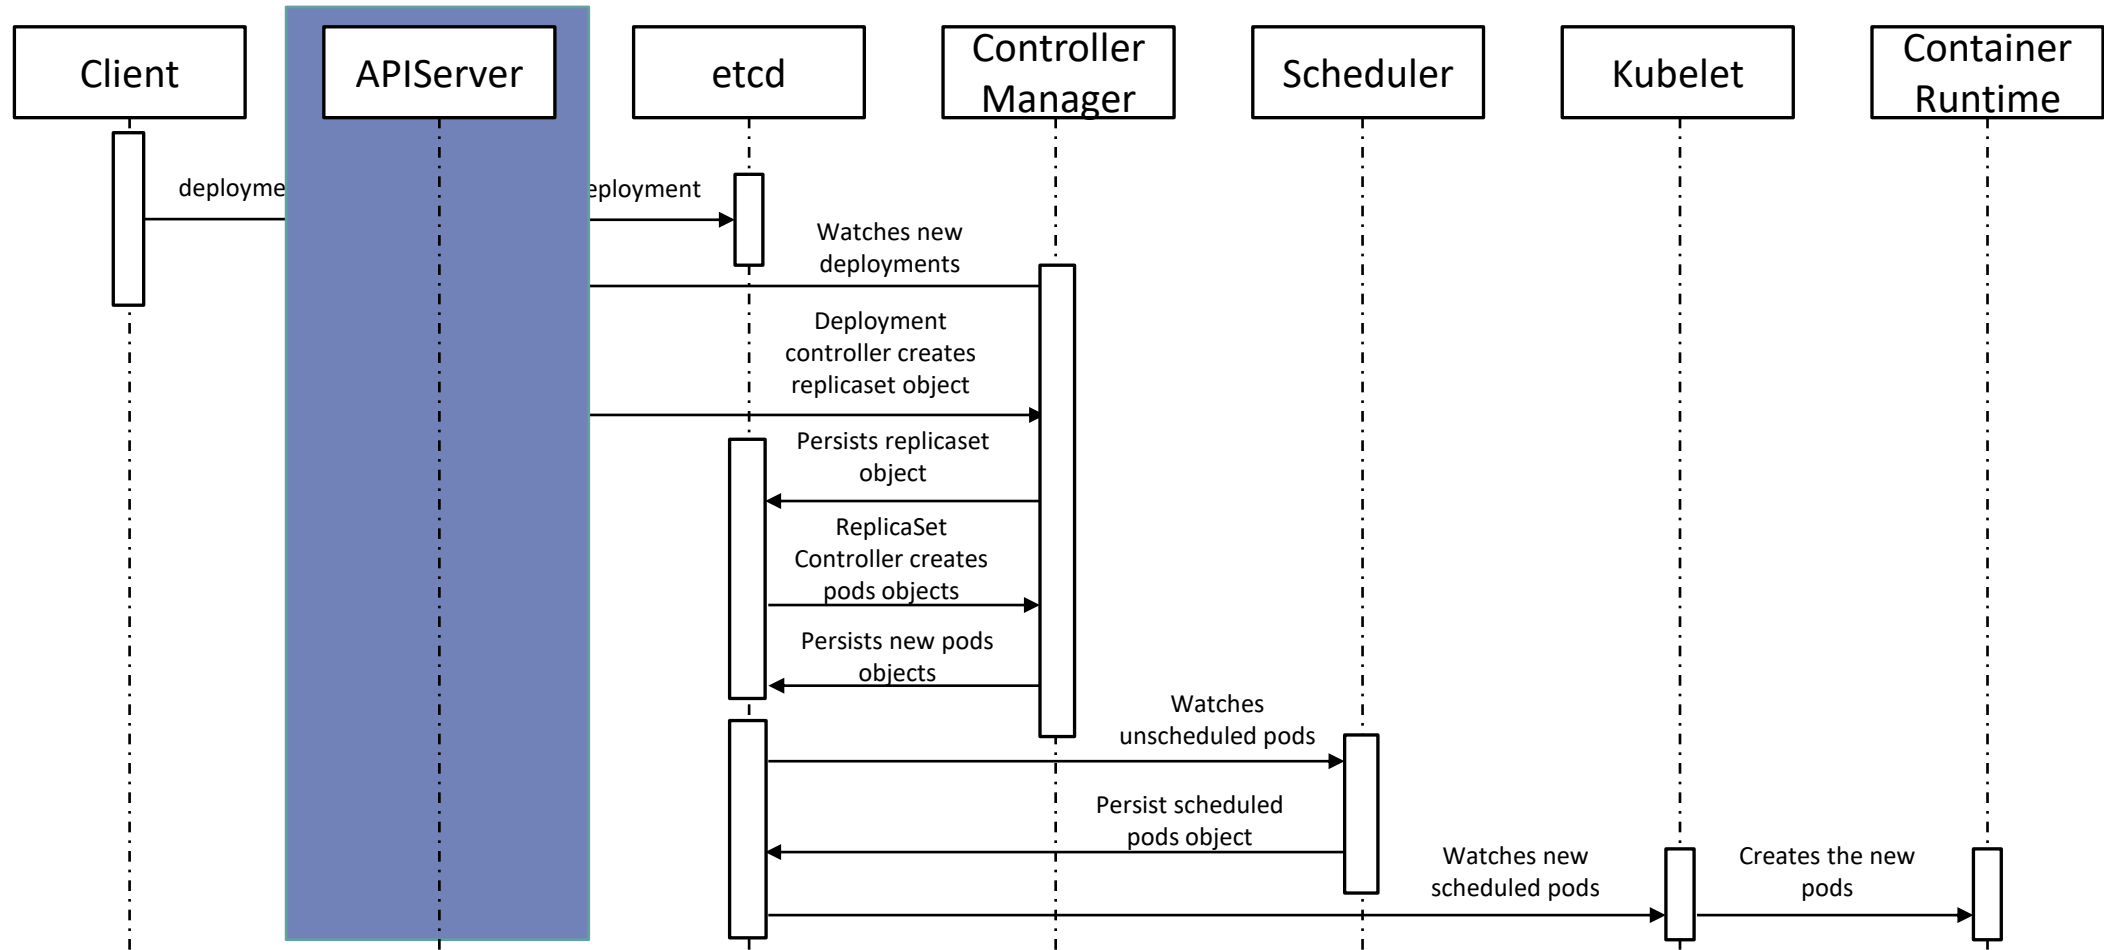 Client
APIServer
etcd
Controller
Manager
Scheduler
Kubelet
Container
Runtime
deployme
eployment
Watches new
deployments
Deployment
controller creates
replicaset object
Persists replicaset
object
ReplicaSet
Controller creates
pods objects
Persists new pods
objects
Watches
unscheduled pods
Persist scheduled
pods object
Watches new
scheduled pods
Creates the new
pods